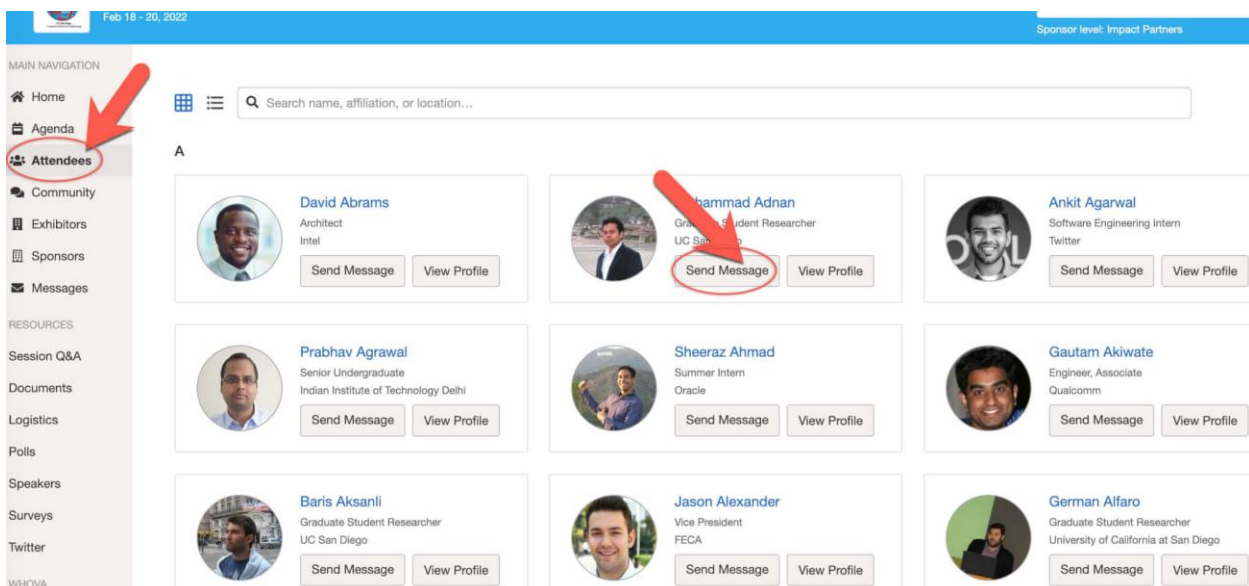 Feb 18 - 20, 2022
Sponsor level: Impact Partners
MAIN NAVIGATION
Home
Agenda
Attendees
Community
Exhibitors
Sponsors
Messages
RESOURCES
Session Q&A
Documents
Logistics
Polls
Speakers
Surveys
Twitter
WHOVA
Search name, affiliation, or location...
A
David Abrams
Architect
Intel
Send Message View Profile
Adnan
Researcher
UC
Send Message View Profile
Ankit Agarwal
Software Engineering Intern
Twitter
Send Message View Profile
Prabhav Agrawal
Senior Undergraduate
Indian Institute of Technology Delhi
Send Message View Profile
Sheeraz Ahmad
Summer Intern
Oracle
Send Message View Profile
Gautam Akiwate
Engineer, Associate
Qualcomm
Send Message View Profile
Baris Aksanli
Graduate Student Researcher
UC San Diego
Send Message View Profile
Jason Alexander
Vice President
FECA
Send Message View Profile
German Alfaro
Graduate Student Researcher
University of California at San Diego
Send Message View Profile